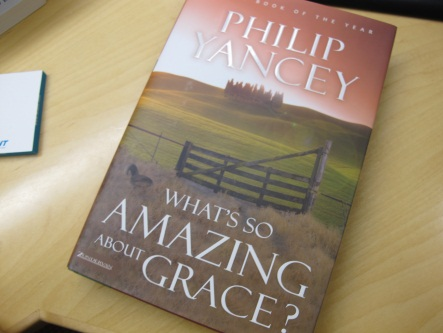 BOOK OF THE YEAR
PHILIP
YANCEY
WHAT'S SO
AMAZING
ABOUT GRACE?